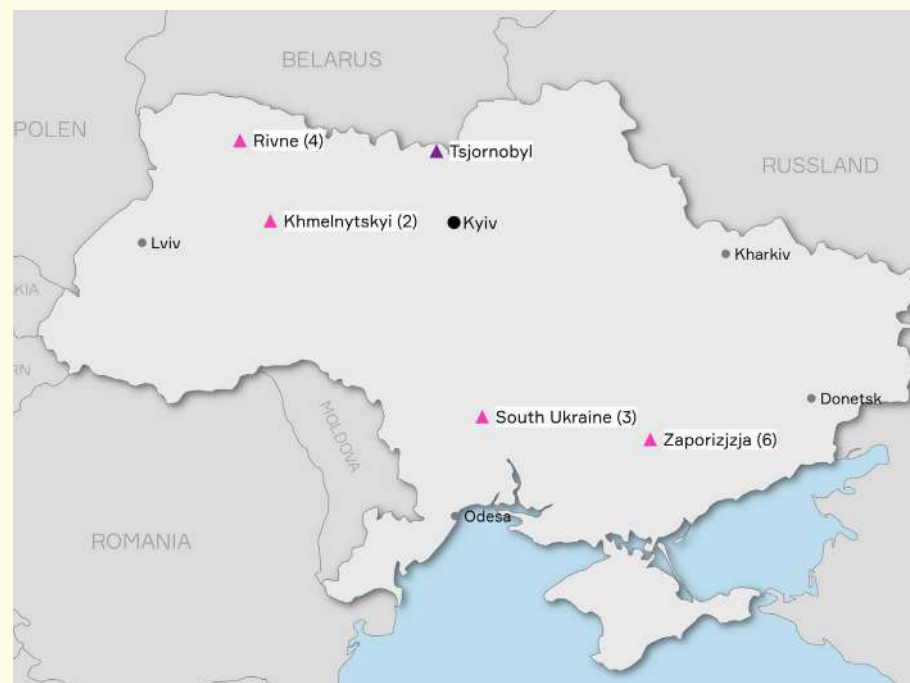 BELARUS
POLEN
Rivne (4)
Tsjornobyl
RUSSLAND
Khmelnytskyi (2)
Kyiv
Lviv
Kharkiv
KIA
RN
Donetsk
MOLDOVA
South Ukraine (3)
Zaporizjzja (6)
Odesa
ROMANIA